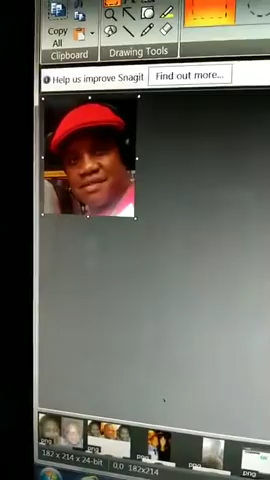 Copy
All
Clipboard
Drawing Tools
Help us improve Snagit
Find out more...
png
png
png
png
png
182 x 214 x 24-bit
0,0
182x214